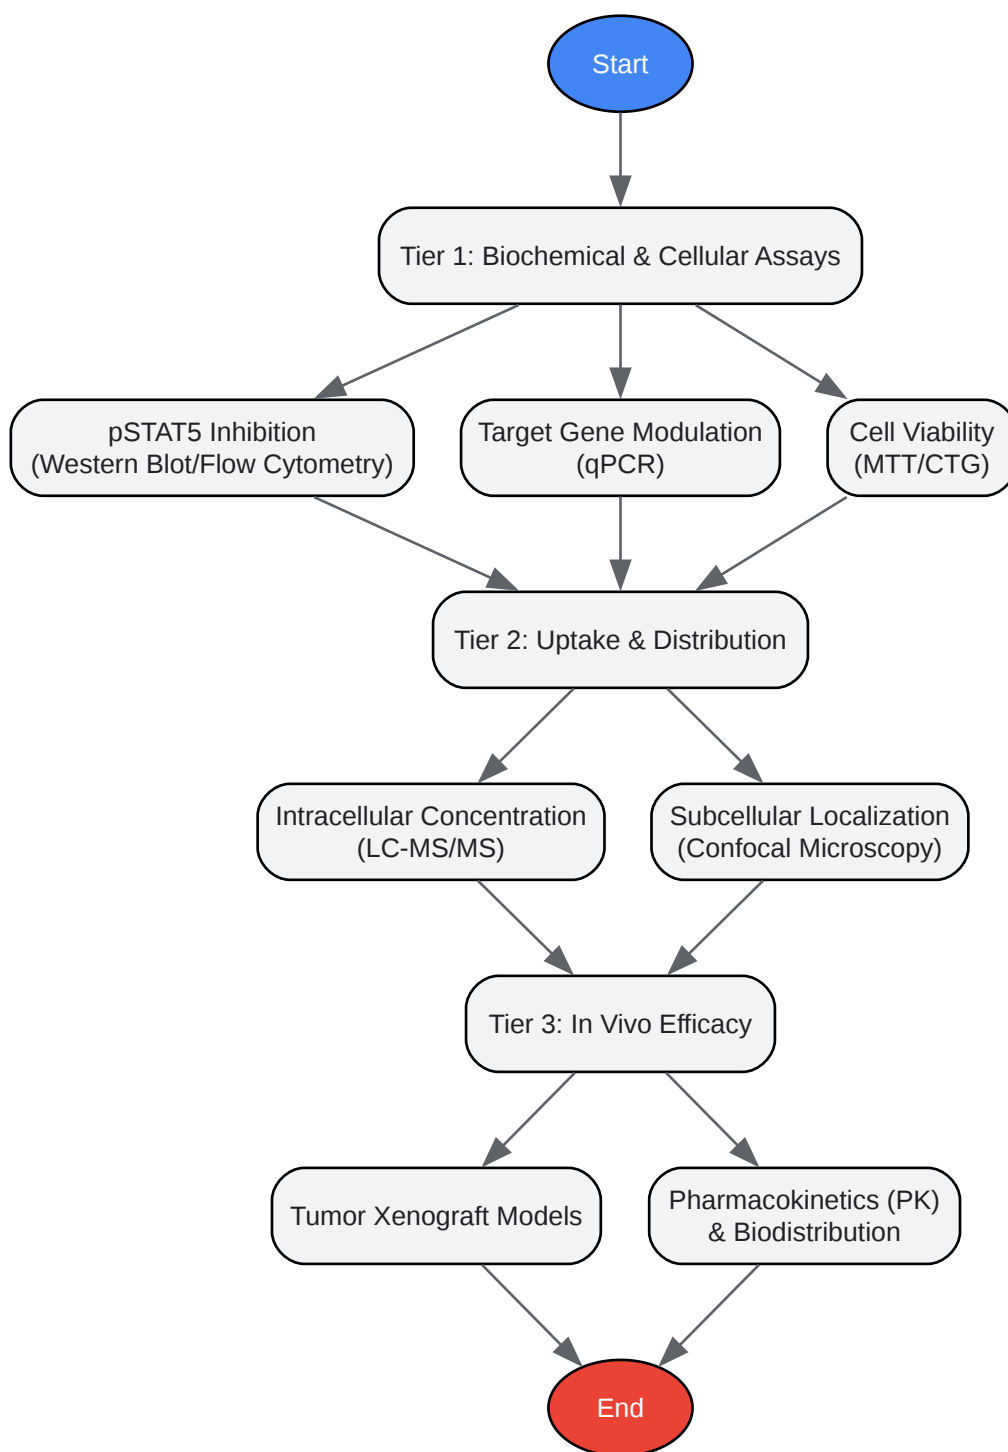 Start
Tier 1: Biochemical & Cellular Assays
pSTAT5 Inhibition
(Western Blot/Flow Cytometry)
Target Gene Modulation
(qPCR)
Cell Viability
(MTT/CTG)
Tier 2: Uptake & Distribution
Intracellular Concentration
(LC-MS/MS)
Subcellular Localization
(Confocal Microscopy)
Tier 3: In Vivo Efficacy
Tumor Xenograft Models
Pharmacokinetics (PK)
& Biodistribution
End